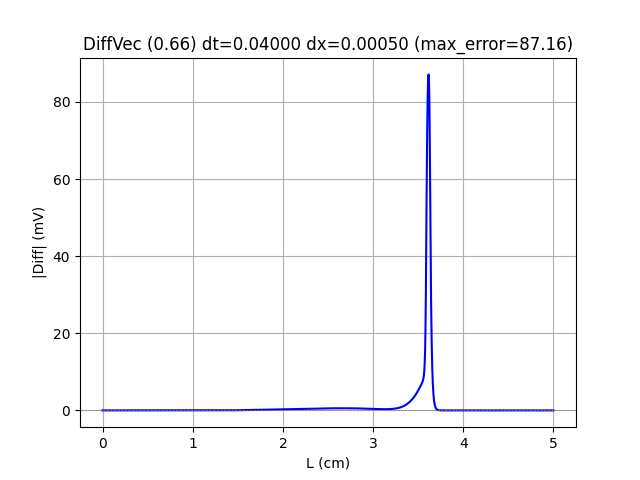 DiffVec (0.66) dt=0.04000 dx=0.00050 (max_error=87.16)
80
60
40
20
0
|Diff| (mV)
0 1 2 3 4 5
L (cm)